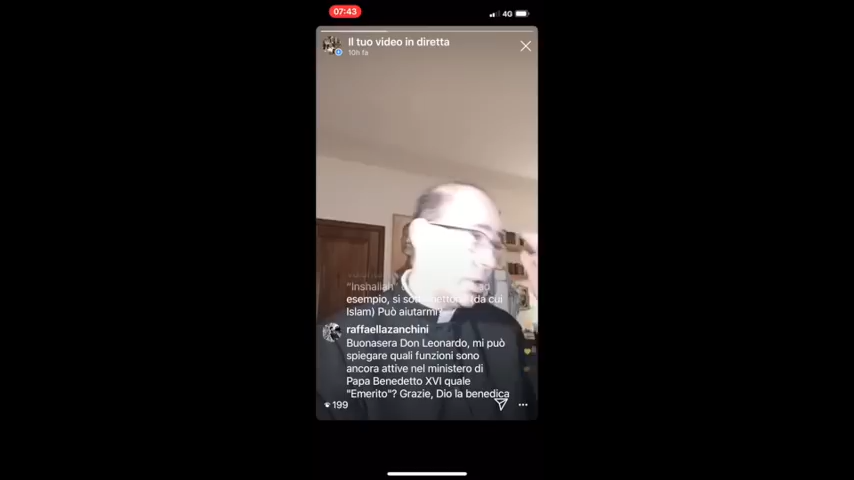 07:43
4G
Il tuo video in diretta
10h fa
"Inshallah"
esempio, si (da cui
Islam) Può aiutarmi
raffaellazanchini
Buonasera Don Leonardo, mi può
spiegare quali funzioni sono
ancora attive nel ministero di
Papa Benedetto XVI quale
"Emerito"? Grazie, Dio la benedica
199